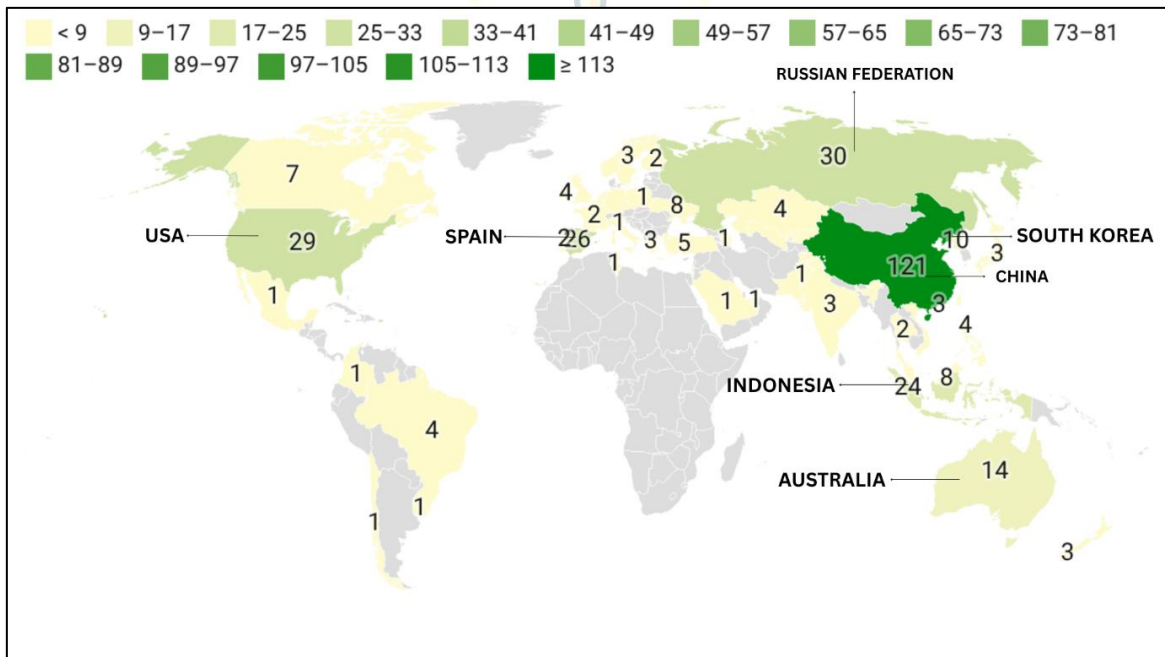 < 9 9–17 17–25 25–33 33–41 41–49 49–57 57–65 65–73 73–81
81–89 89–97 97–105 105–113 ≥ 113
RUSSIAN FEDERATION
3 2 30
7
4 1 8 4
2 1
USA 29 SPAIN 226 3 5 1 10 SOUTH KOREA
3
1 1 121 CHINA
1 1 1 3 3
2 4
1 INDONESIA 24 8
4
AUSTRALIA 14
1 1
3